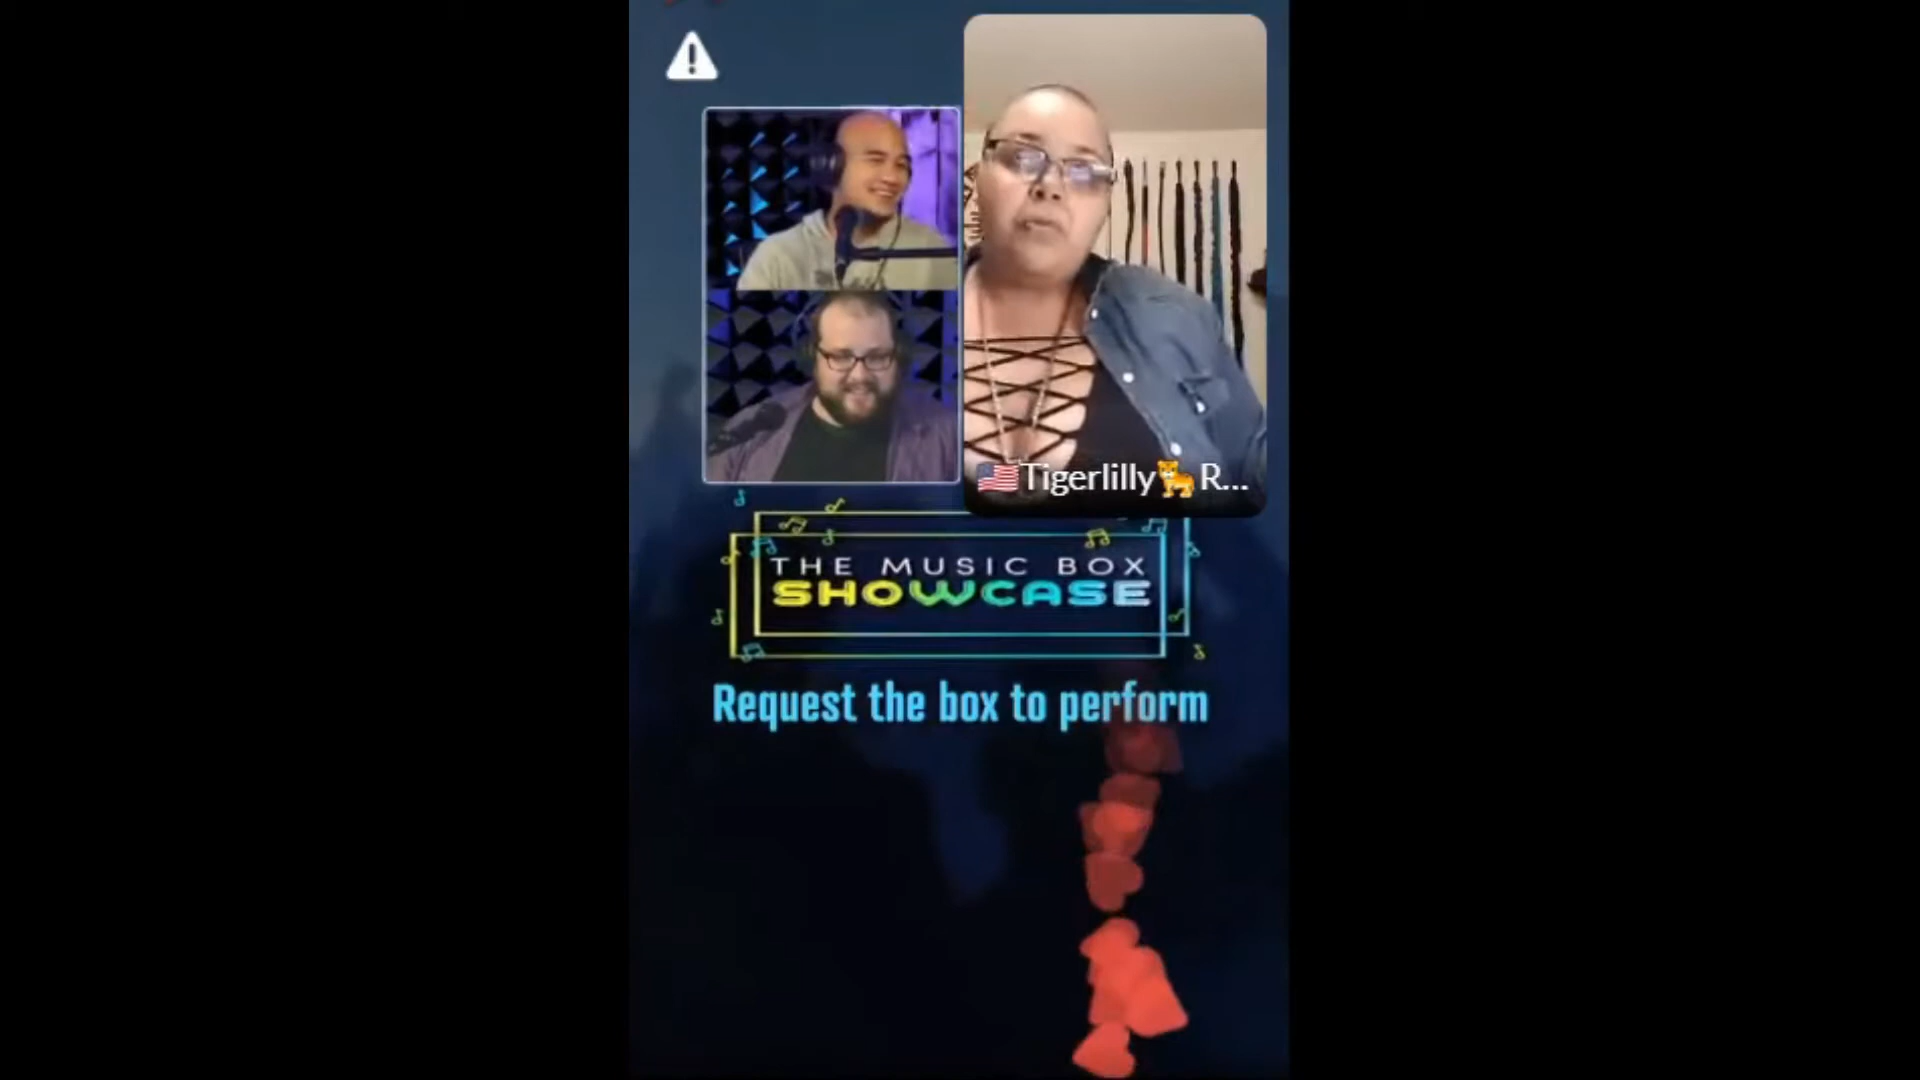 🇺🇸Tigerlilly🐅R...
THE MUSIC BOX
SHOWCASE
Request the box to perform